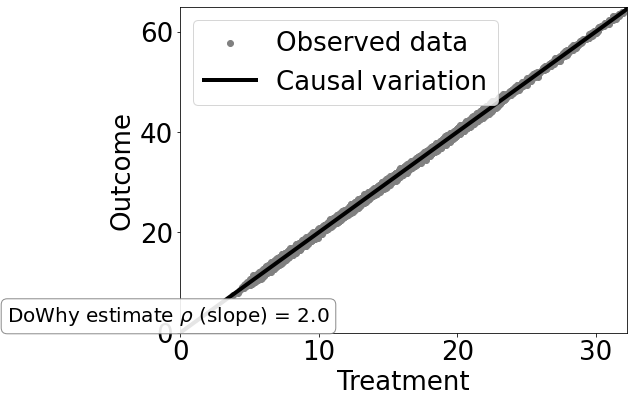 Observed data
Causal variation
60
40
20
0
Outcome
DoWhy estimate ρ (slope) = 2.0
0
10
20
30
Treatment